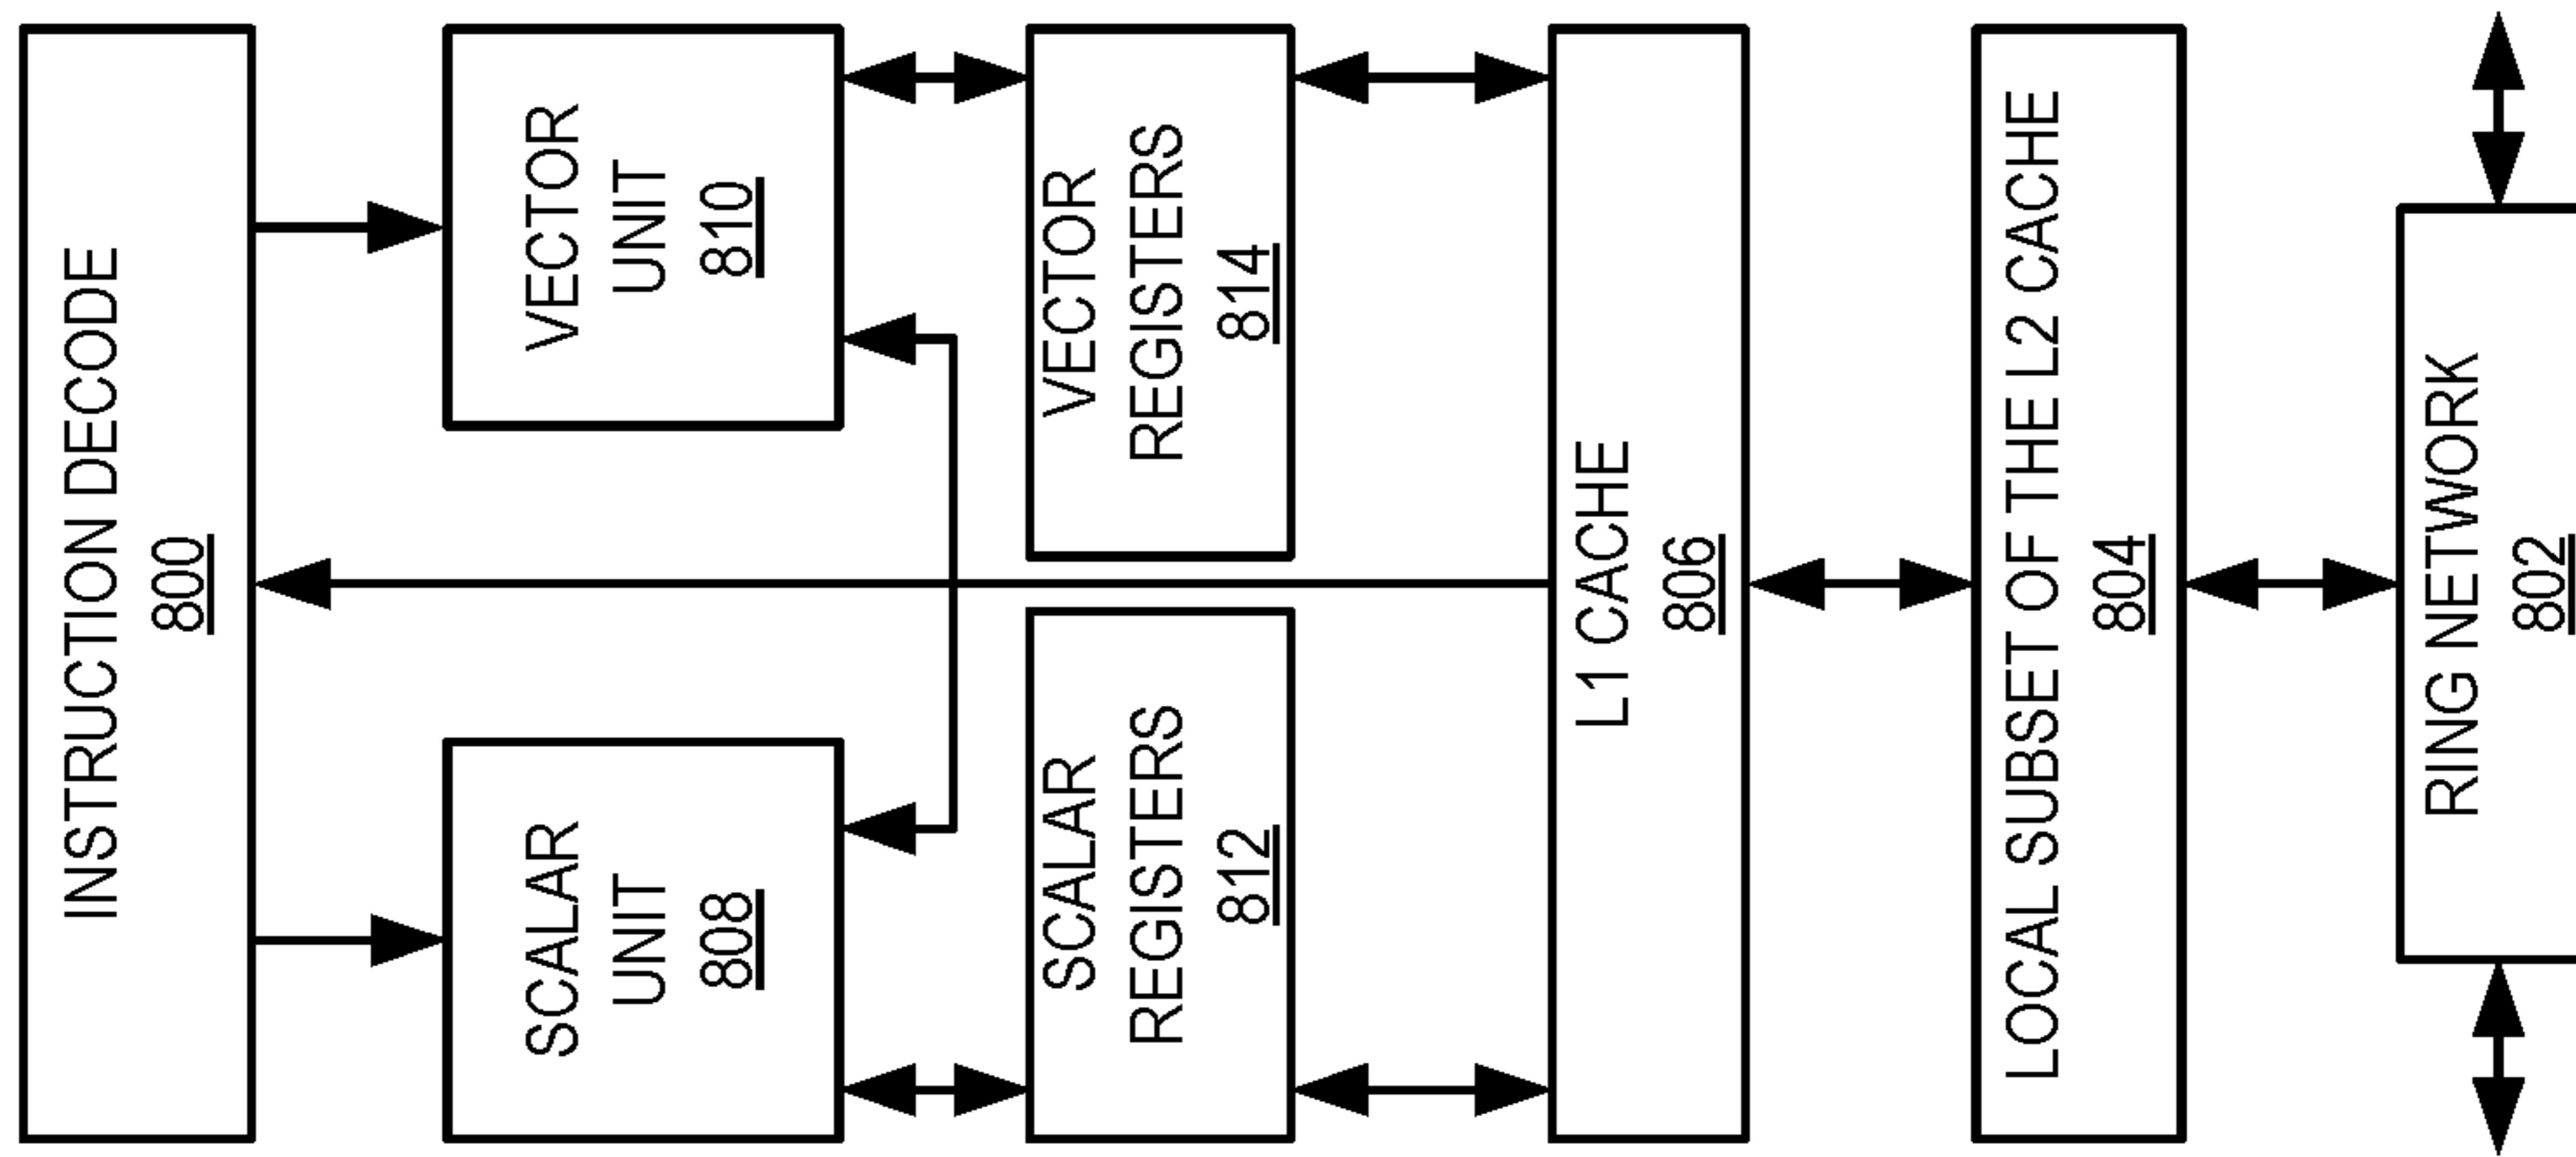 INSTRUCTION DECODE
800
SCALAR
UNIT
808
VECTOR
UNIT
810
SCALAR
REGISTERS
812
VECTOR
REGISTERS
814
L1 CACHE
806
LOCAL SUBSET OF THE L2 CACHE
804
RING NETWORK
802